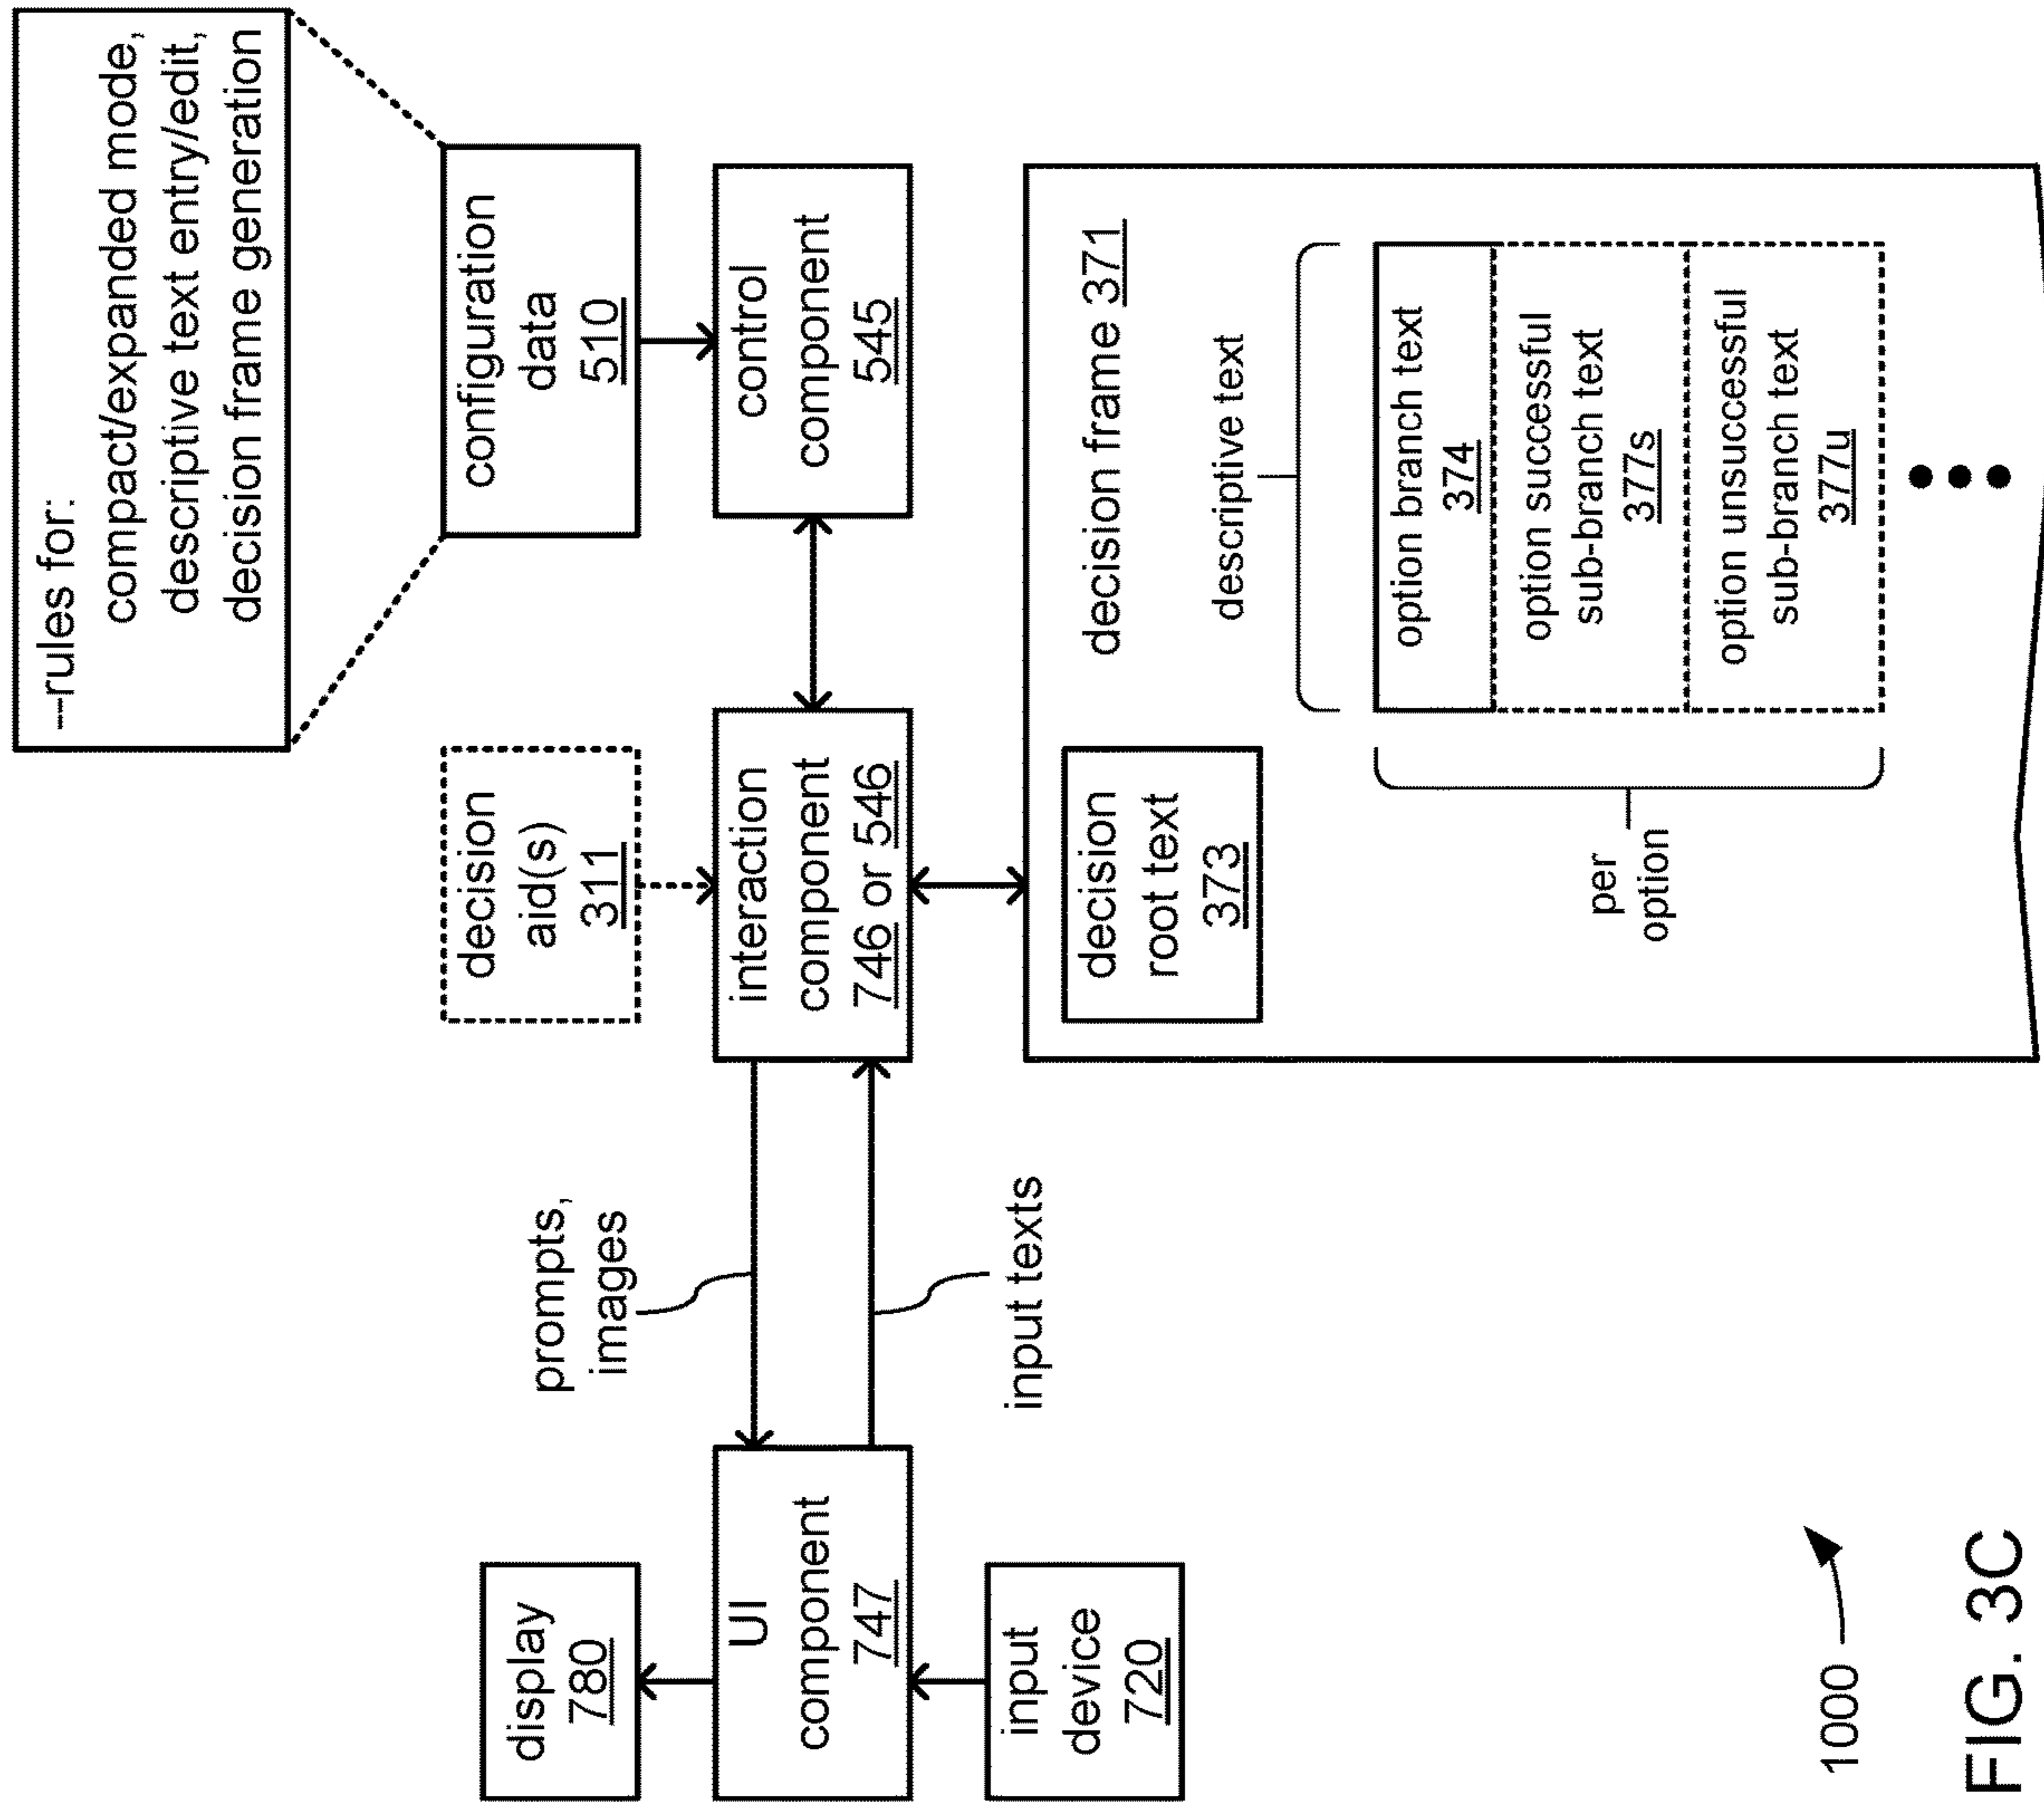 --rules for:
compact/expanded mode,
descriptive text entry/edit,
decision frame generation
decision
aid(s)
311
configuration
data
510
display
780
prompts,
images
UI
component
747
interaction
component
746 or 546
control
component
545
input texts
input
device
720
decision frame 371
decision
root text
373
descriptive text
option branch text
374
option successful
sub-branch text
377s
option unsuccessful
sub-branch text
377u
per
option
1000
FIG. 3C